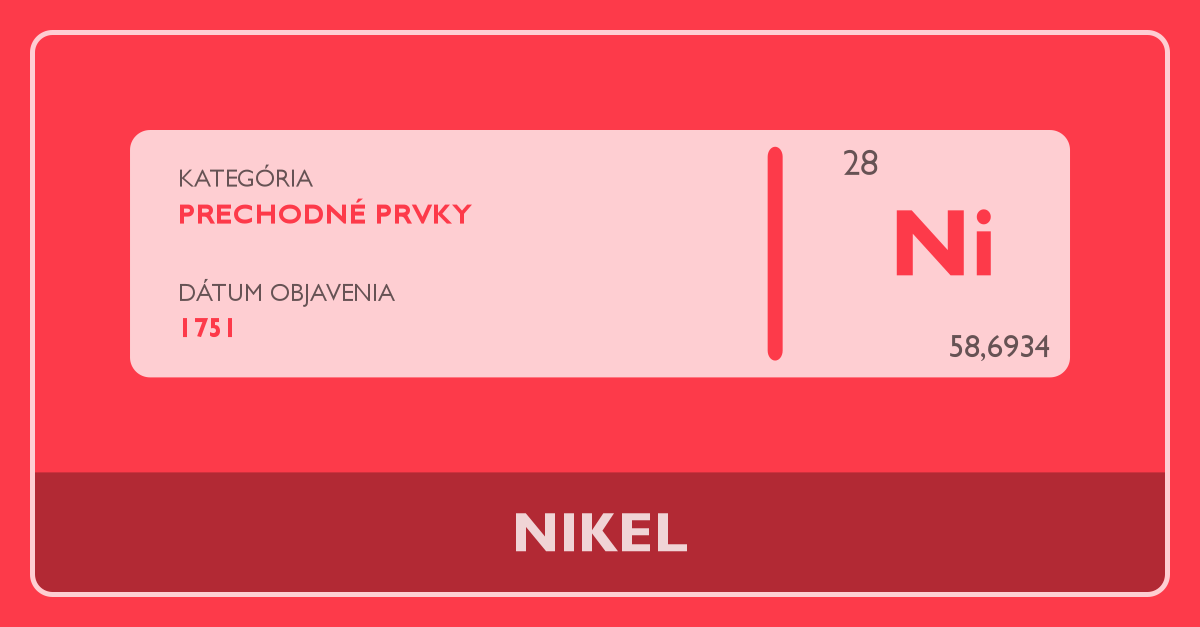 KATEGÓRIA
PRECHODNÉ PRVKY
DÁTUM OBJAVENIA
1751
28
Ni
58,6934
NIKEL